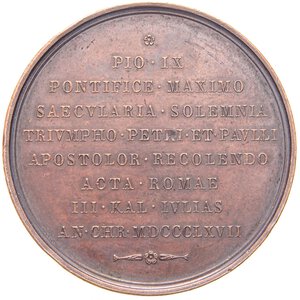 PIO · IX
PONTIFICE · MAXIMO
SAECVLARIA · SOLEMNIA
TRIVMPHO · PETRI · ET · PAVLLI
APOSTOLOR · RECOLENDO
ACTA · ROMAE
III · KAL · IVLIAS
AN · CHR · MDCCCLXVII